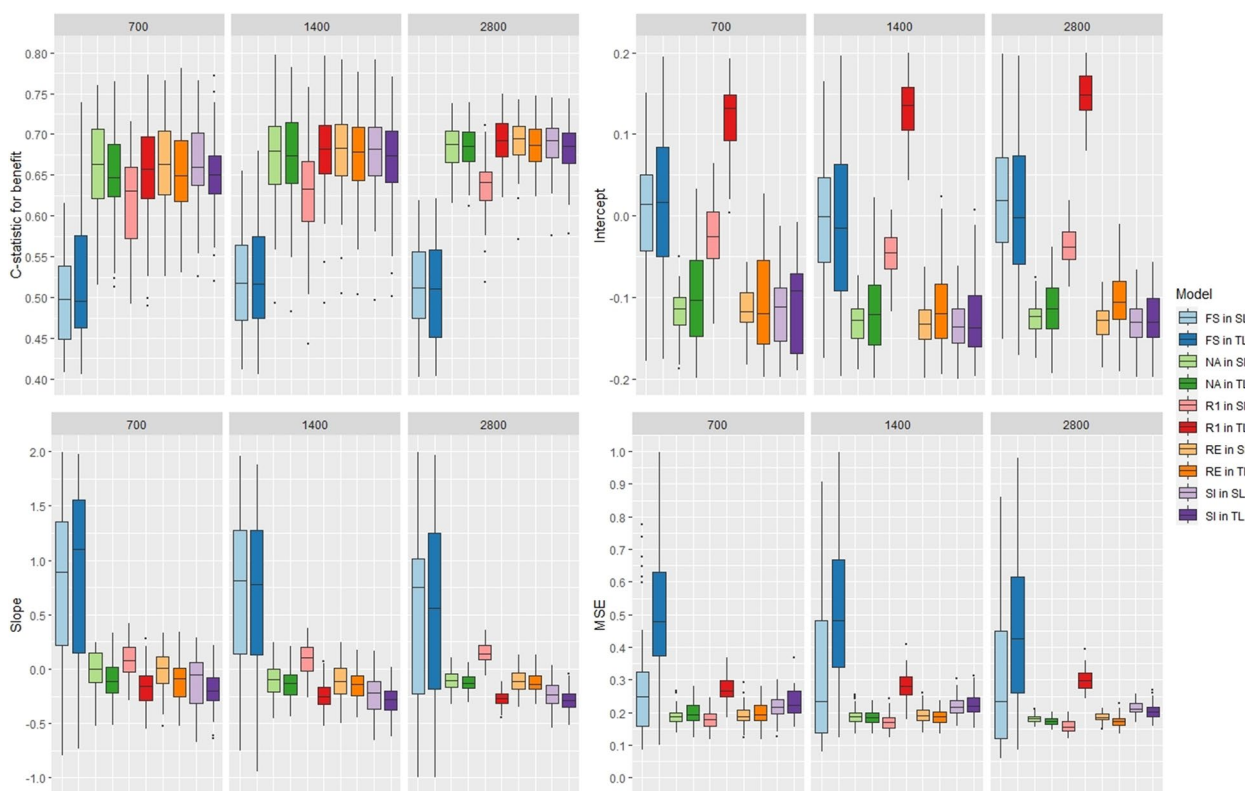 700 1400 2800
C-statistic for benefit
0.80
0.75
0.70
0.65
0.60
0.55
0.50
0.45
0.40
700 1400 2800
Intercept
0.2
0.1
0.0
-0.1
-0.2
700 1400 2800
Slope
2.0
1.5
1.0
0.5
0.0
-0.5
-1.0
700 1400 2800
MSE
1.0
0.9
0.8
0.7
0.6
0.5
0.4
0.3
0.2
0.1
0.0
Model
FS in SL
FS in TL
NA in SL
NA in TL
R1 in SL
R1 in TL
RE in S
RE in TL
SI in SL
SI in TL